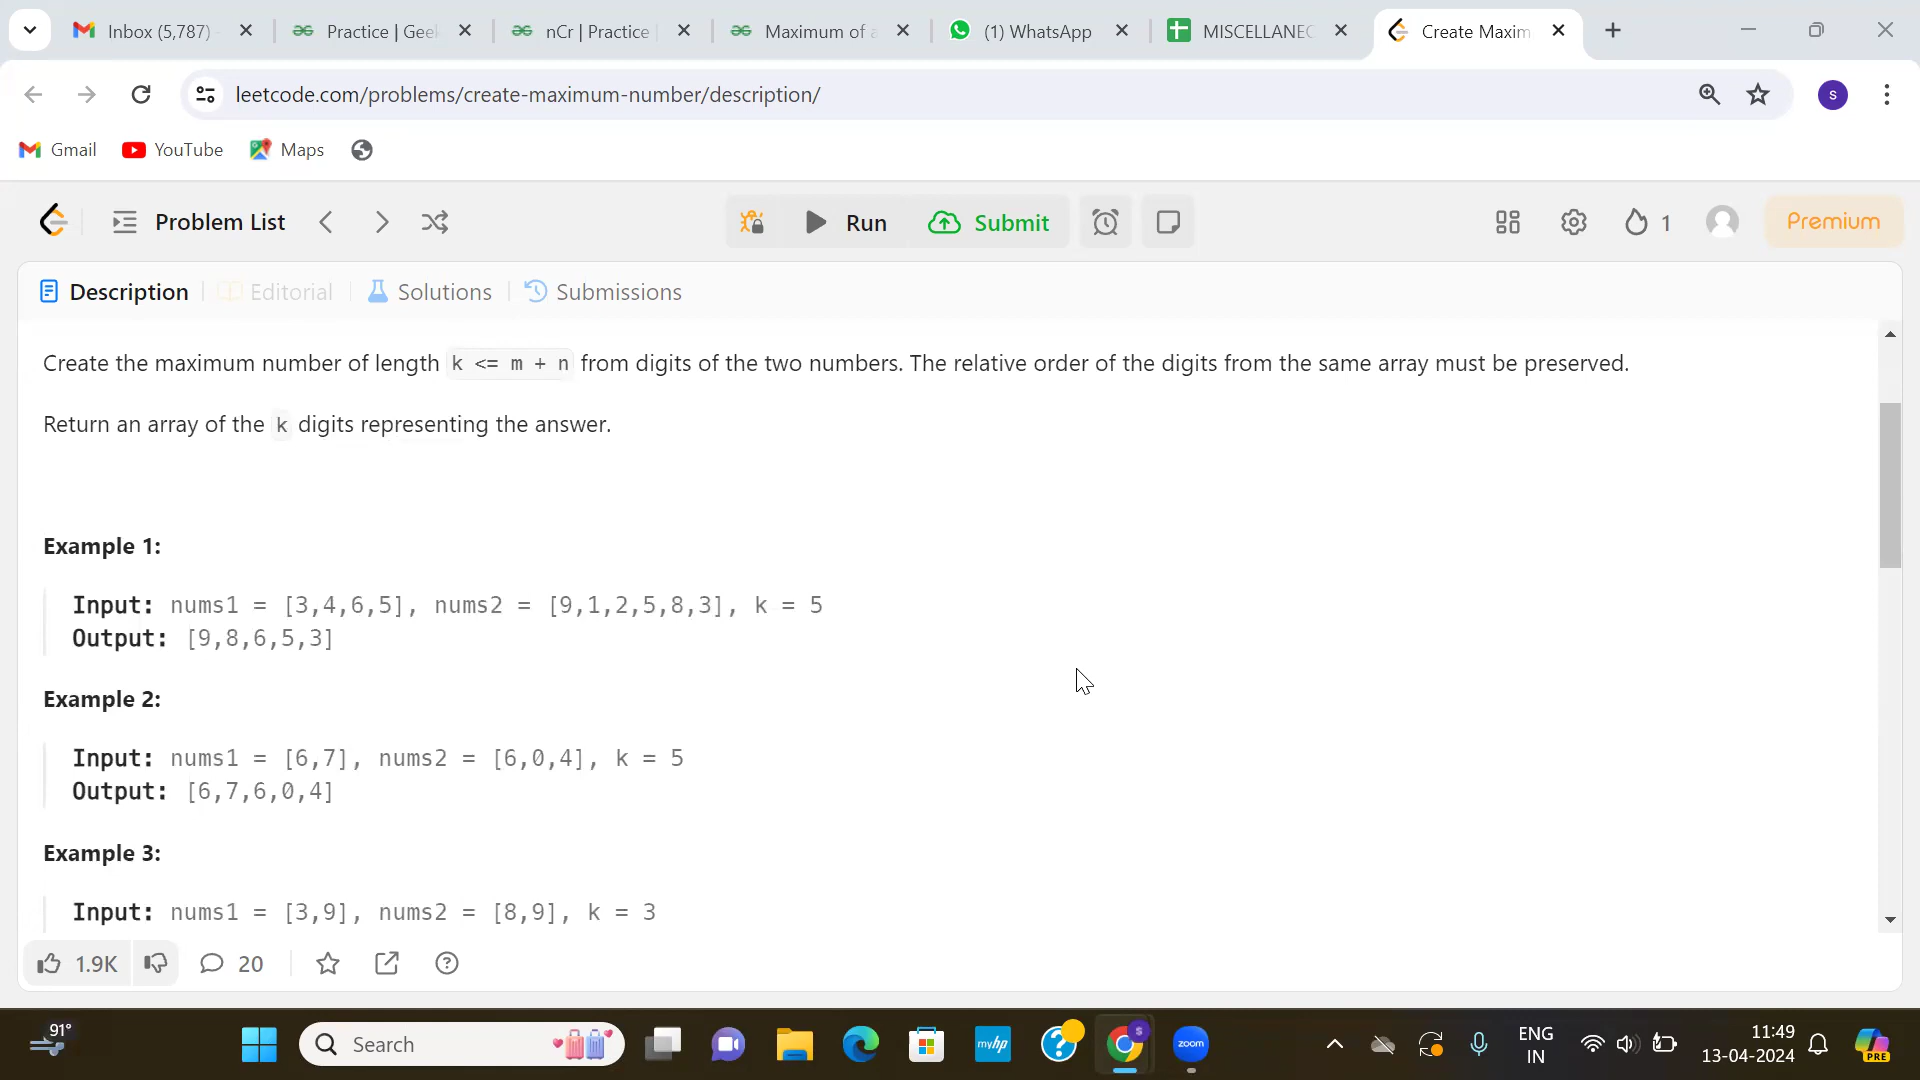 Inbox (5,787)
Practice | Geek
nCr | Practice
Maximum of a
(1) WhatsApp
MISCELLANEC
Create Maxim
leetcode.com/problems/create-maximum-number/description/
S
Gmail
YouTube
Maps
Problem List
Run
Submit
1
Premium
Description
Editorial
Solutions
Submissions
Create the maximum number of length k <= m + n from digits of the two numbers. The relative order of the digits from the same array must be preserved.
Return an array of the k digits representing the answer.
Example 1:
Input: nums1 = [3,4,6,5], nums2 = [9,1,2,5,8,3], k = 5
Output: [9,8,6,5,3]
Example 2:
Input: nums1 = [6,7], nums2 = [6,0,4], k = 5
Output: [6,7,6,0,4]
Example 3:
Input: nums1 = [3,9], nums2 = [8,9], k = 3
1.9K
20
91°
Search
myhp
zoom
ENG
IN
11:49
13-04-2024
PRE